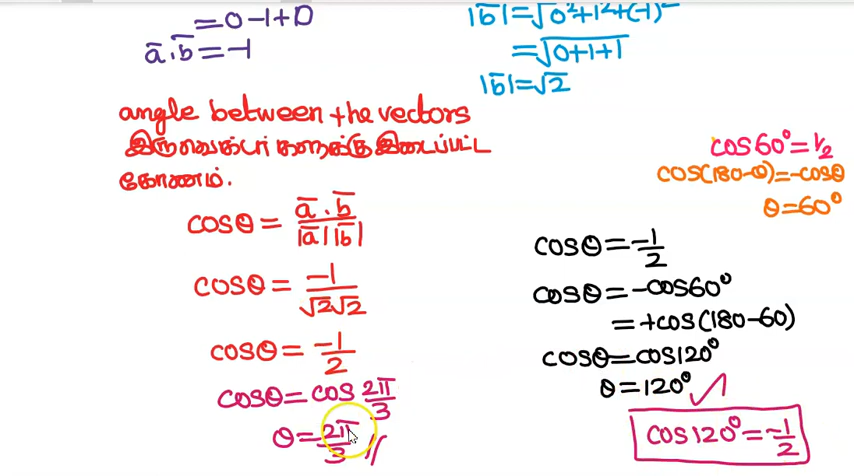 = 0 - 1 + 0
a̅ . b̅ = -1
|b̅| = √0² + 1² + (-1)²
= √0+1+1
|b̅| = √2
angle between the vectors
இரு வெக்டர்களுக்கு இடைப்பட்ட
கோணம்.
cosθ = a̅ . b̅ / |a̅| |b̅|
cosθ = -1 / √2 √2
cosθ = -1/2
cosθ = cos 2π/3
θ = 2π/3 //
cos60° = 1/2
cos(180-θ) = -cosθ
θ = 60°
cosθ = -1/2
cosθ = -cos60°
= +cos(180-60)
cosθ = cos120°
θ = 120° ✓
cos120° = -1/2